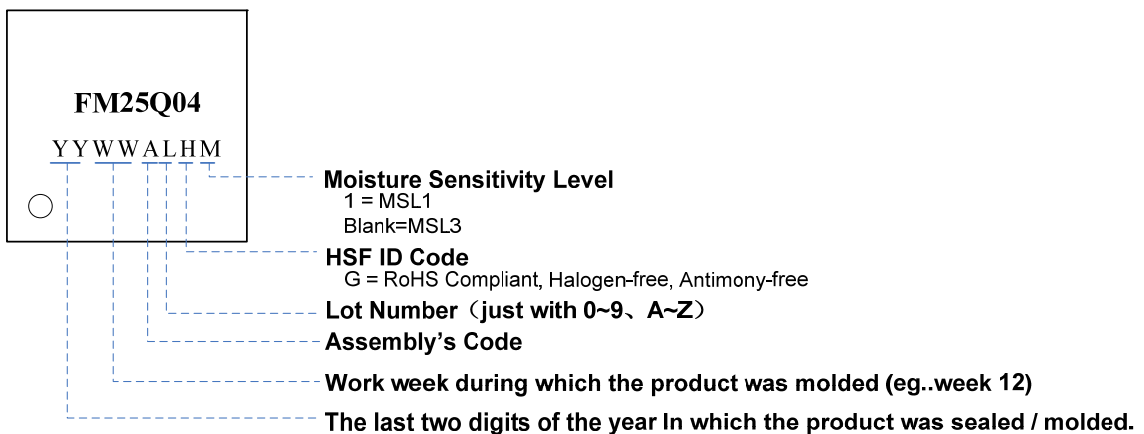 FM25Q04
YYWWALHM
Moisture Sensitivity Level
1 = MSL1
Blank=MSL3
HSF ID Code
G = RoHS Compliant, Halogen-free, Antimony-free
Lot Number（just with 0~9、A~Z）
Assembly's Code
Work week during which the product was molded (eg..week 12)
The last two digits of the year In which the product was sealed / molded.